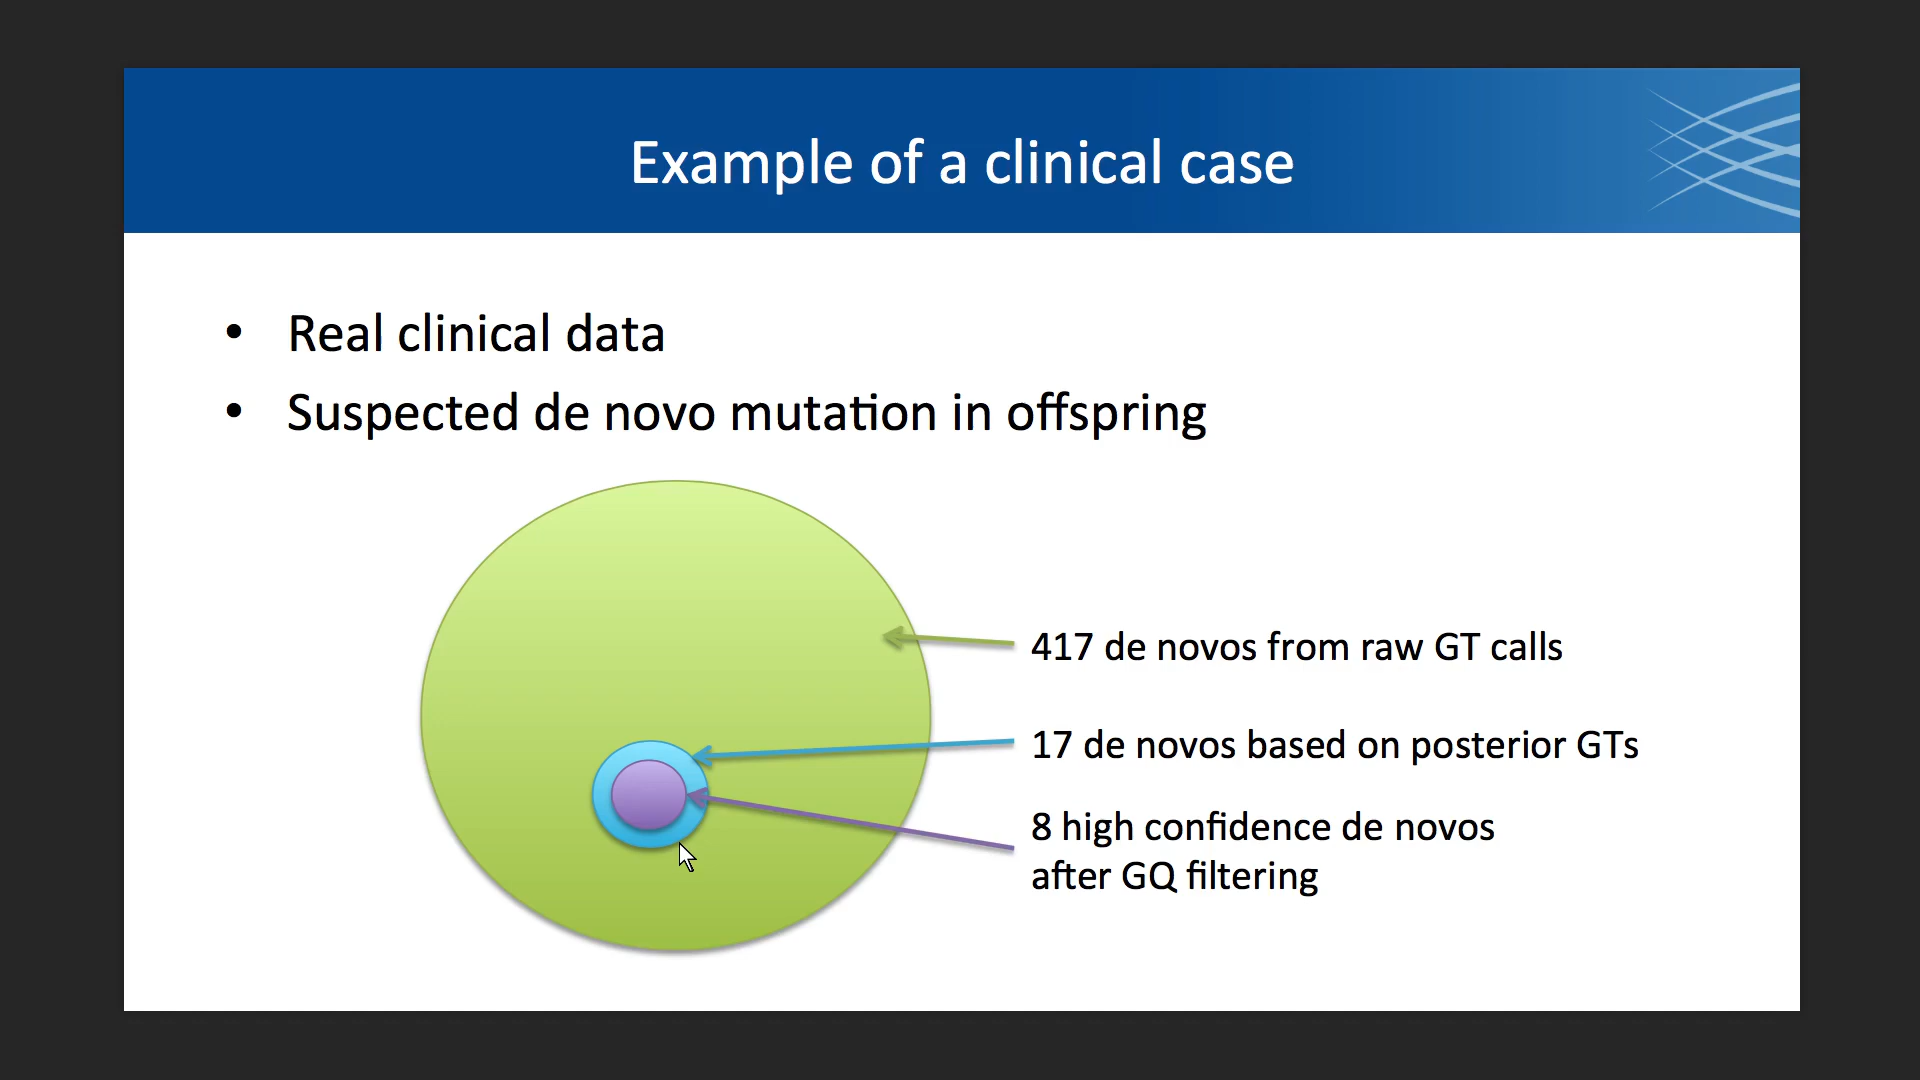 Example of a clinical case
• Real clinical data
• Suspected de novo mutation in offspring
417 de novos from raw GT calls
17 de novos based on posterior GTs
8 high confidence de novos
after GQ filtering